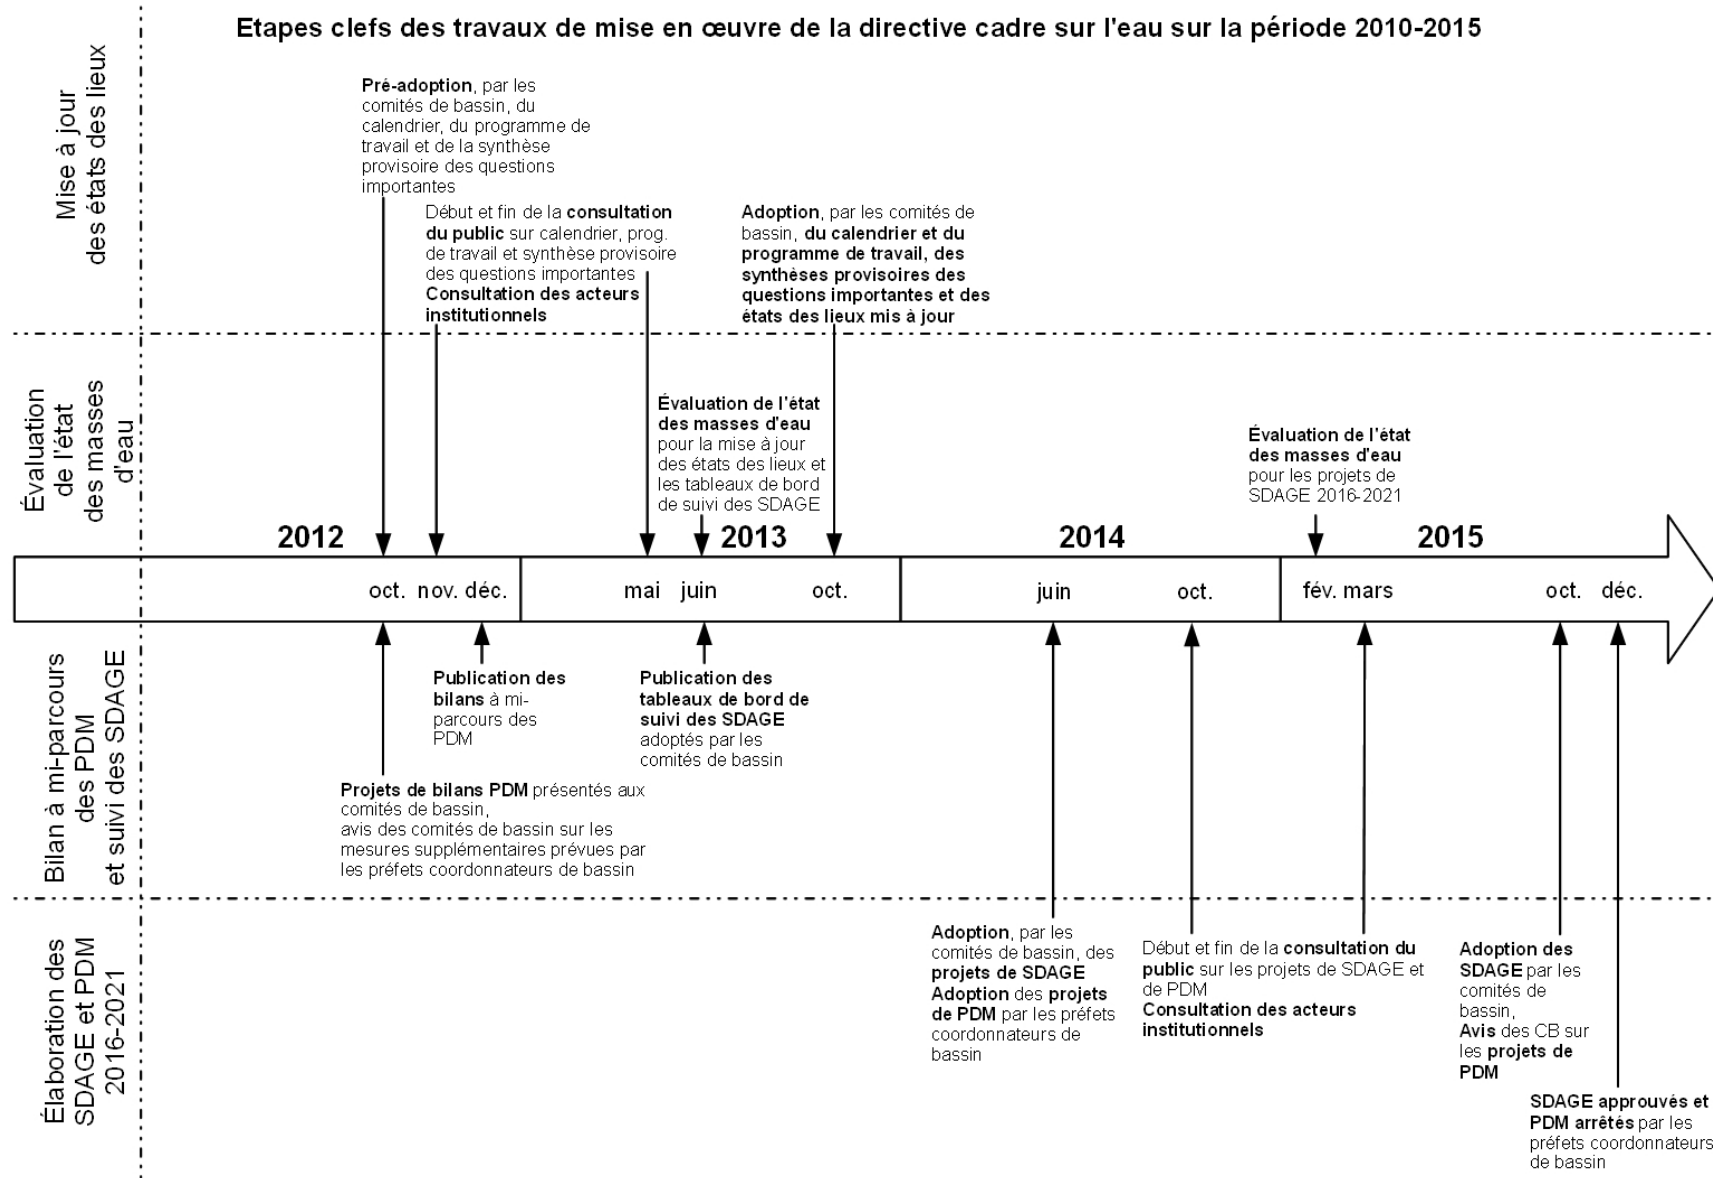 Etapes clefs des travaux de mise en œuvre de la directive cadre sur l'eau sur la période 2010-2015
Mise à jour
des états des lieux
Pré-adoption, par les
comités de bassin, du
calendrier, du programme de
travail et de la synthèse
provisoire des questions
importantes
Début et fin de la consultation
du public sur calendrier, prog.
de travail et synthèse provisoire
des questions importantes
Consultation des acteurs
institutionnels
Adoption, par les comités de
bassin, du calendrier et du
programme de travail, des
synthèses provisoires des
questions importantes et des
états des lieux mis à jour
Évaluation
de l'état
des masses
d'eau
Évaluation de l'état
des masses d'eau
pour la mise à jour
des états des lieux et
les tableaux de bord
de suivi des SDAGE
Évaluation de l'état
des masses d'eau
pour les projets de
SDAGE 2016-2021
2012 2013 2014 2015
oct. nov. déc. mai juin oct. juin oct. fév. mars oct. déc.
Bilan à mi-parcours
des PDM
et suivi des SDAGE
Publication des
bilans à mi-
parcours des
PDM
Publication des
tableaux de bord de
suivi des SDAGE
adoptés par les
comités de bassin
Projets de bilans PDM présentés aux
comités de bassin,
avis des comités de bassin sur les
mesures supplémentaires prévues par
les préfets coordonnateurs de bassin
Élaboration des
SDAGE et PDM
2016-2021
Adoption, par les
comités de bassin, des
projets de SDAGE
Adoption des projets
de PDM par les préfets
coordonnateurs de
bassin
Début et fin de la consultation du
public sur les projets de SDAGE et
de PDM
Consultation des acteurs
institutionnels
Adoption des
SDAGE par les
comités de
bassin,
Avis des CB sur
les projets de
PDM
SDAGE approuvés et
PDM arrêtés par les
préfets coordonnateurs
de bassin